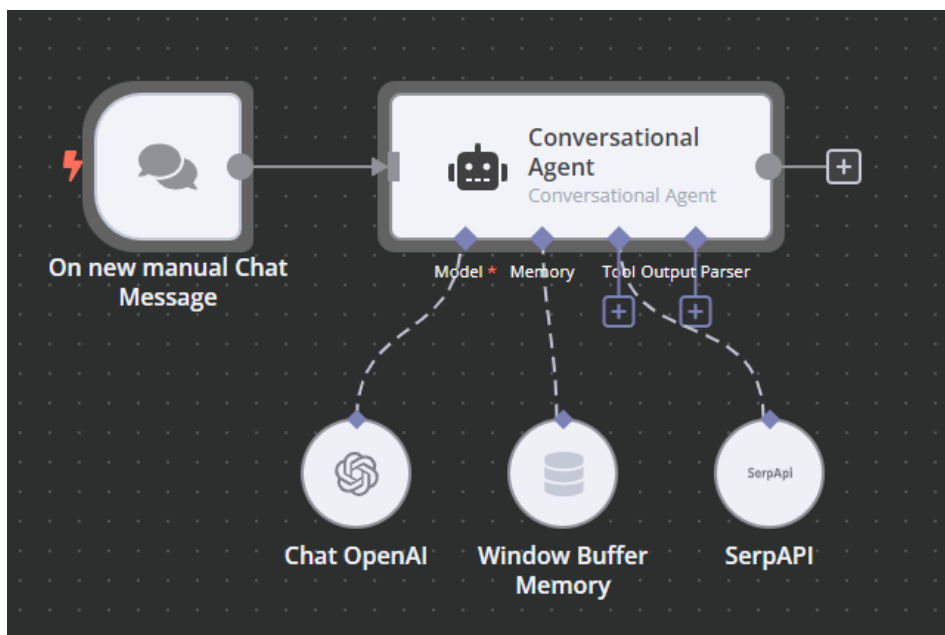 Conversational
Agent
Conversational Agent
On new manual Chat
Message
Model *
Memory
Tool
Output Parser
SerpApi
Chat OpenAI
Window Buffer
Memory
SerpAPI